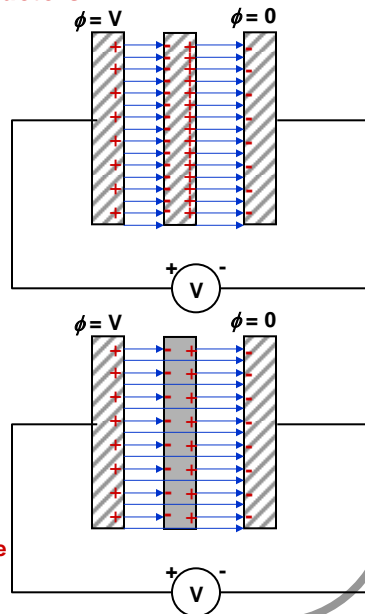 ϕ = V ϕ = 0
+ -
V
ϕ = V ϕ = 0
e
+ -
V